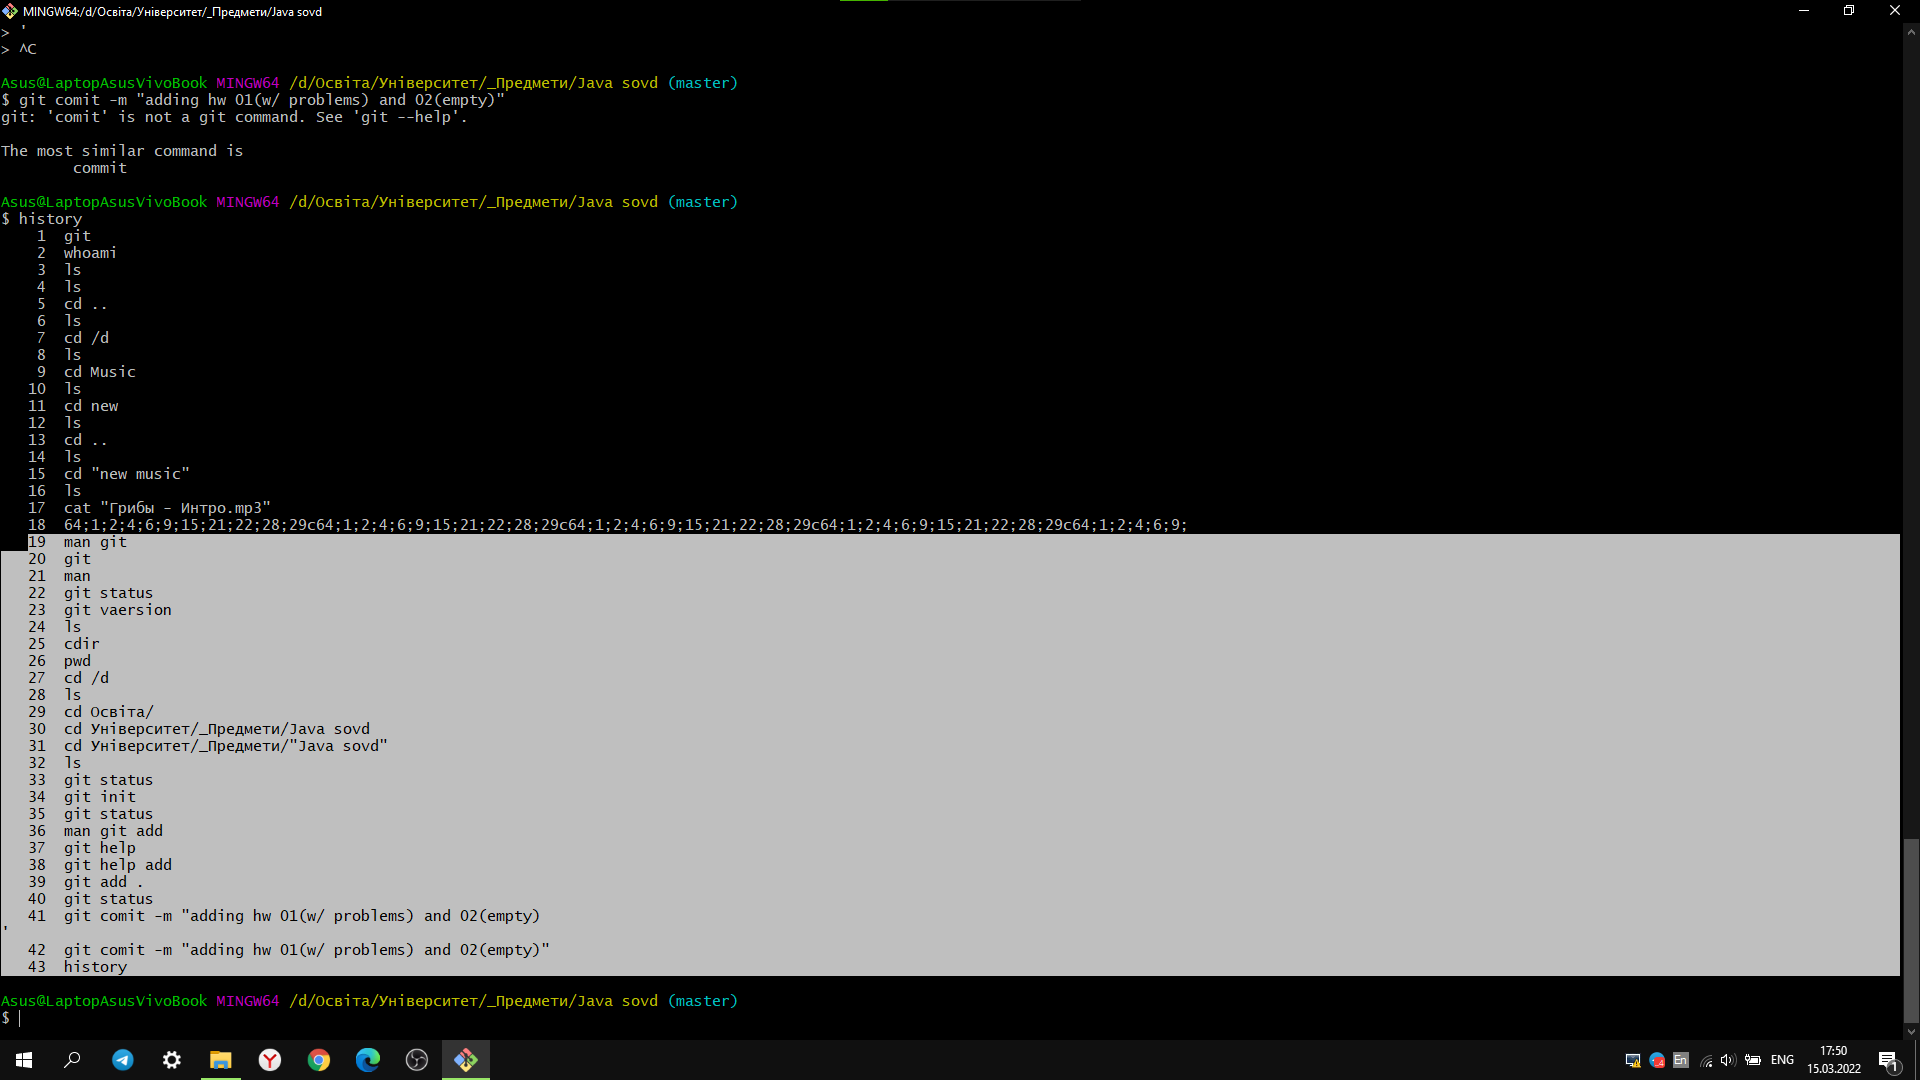 MINGW64:/d/Освіта/Університет/_Предмети/Java sovd
> '
> ^C
Asus@LaptopAsusVivoBook MINGW64 /d/Освіта/Університет/_Предмети/Java sovd (master)
$ git comit -m "adding hw 01(w/ problems) and 02(empty)"
git: 'comit' is not a git command. See 'git --help'.
The most similar command is
commit
Asus@LaptopAsusVivoBook MINGW64 /d/Освіта/Університет/_Предмети/Java sovd (master)
$ history
1 git
2 whoami
3 ls
4 ls
5 cd ..
6 ls
7 cd /d
8 ls
9 cd Music
10 ls
11 cd new
12 ls
13 cd ..
14 ls
15 cd "new music"
16 ls
17 cat "Грибы - Интро.mp3"
18 64;1;2;4;6;9;15;21;22;28;29c64;1;2;4;6;9;15;21;22;28;29c64;1;2;4;6;9;15;21;22;28;29c64;1;2;4;6;9;15;21;22;28;29c64;1;2;4;6;9;
19 man git
20 git
21 man
22 git status
23 git vaersion
24 ls
25 cdir
26 pwd
27 cd /d
28 ls
29 cd Освіта/
30 cd Університет/_Предмети/Java sovd
31 cd Університет/_Предмети/"Java sovd"
32 ls
33 git status
34 git init
35 git status
36 man git add
37 git help
38 git help add
39 git add .
40 git status
41 git comit -m "adding hw 01(w/ problems) and 02(empty)
'
42 git comit -m "adding hw 01(w/ problems) and 02(empty)"
43 history
Asus@LaptopAsusVivoBook MINGW64 /d/Освіта/Університет/_Предмети/Java sovd (master)
$
En ENG 17:50
15.03.2022
1